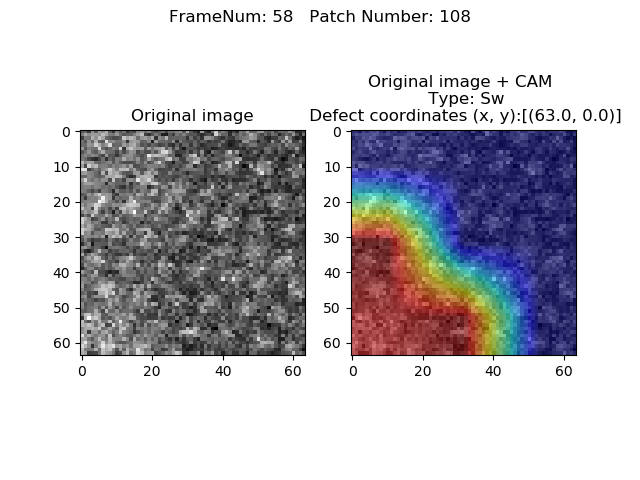 FrameNum: 58   Patch Number: 108
Original image
Original image + CAM
Type: Sw
Defect coordinates (x, y):[(63.0, 0.0)]
0
10
20
30
40
50
60
0 20 40 60
0
10
20
30
40
50
60
0 20 40 60